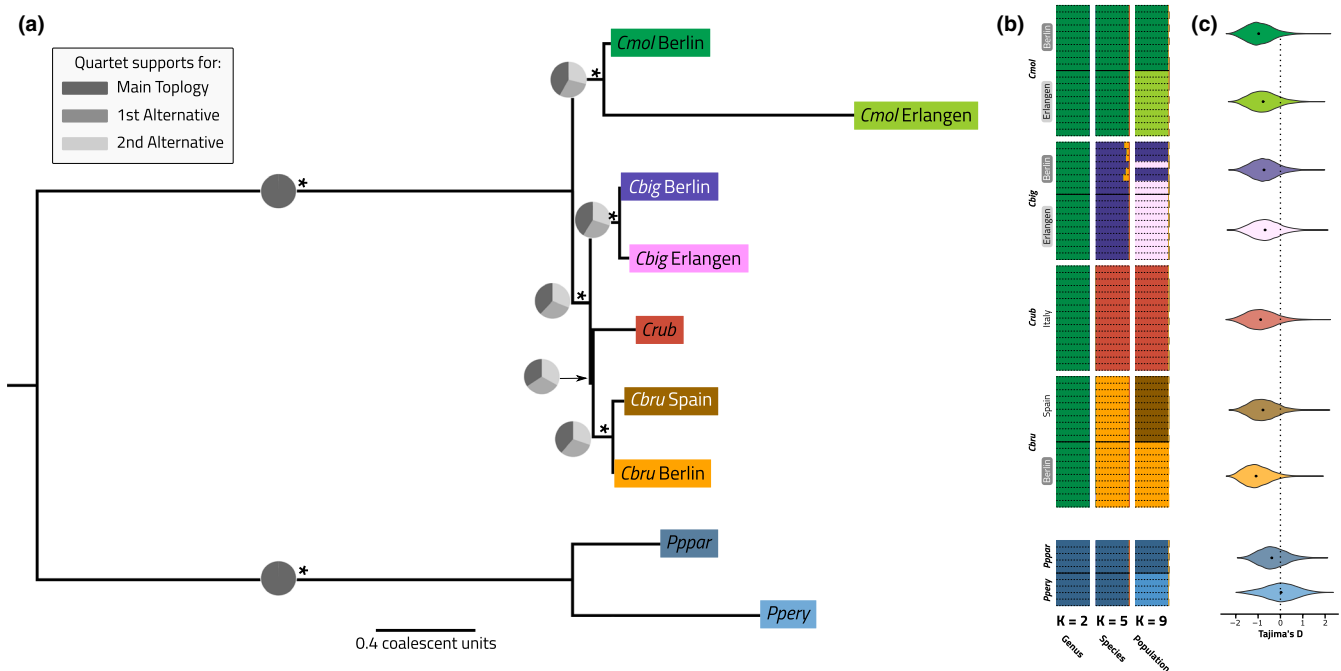 (a)
Quartet supports for:
Main Toplogy
1st Alternative
2nd Alternative
*
Cmol Berlin
Cmol Erlangen
*
*
Cbig Berlin
Cbig Erlangen
*
Crub
*
Cbru Spain
Cbru Berlin
*
Pppar
Ppery
0.4 coalescent units
(b)
Cmol
Berlin
Erlangen
Cbig
Berlin
Erlangen
Crub
Italy
Cbru
Spain
Berlin
Pppar
Ppery
K = 2 K = 5 K = 9
Genus Species Population
(c)
−2 −1 0 1 2
Tajima's D